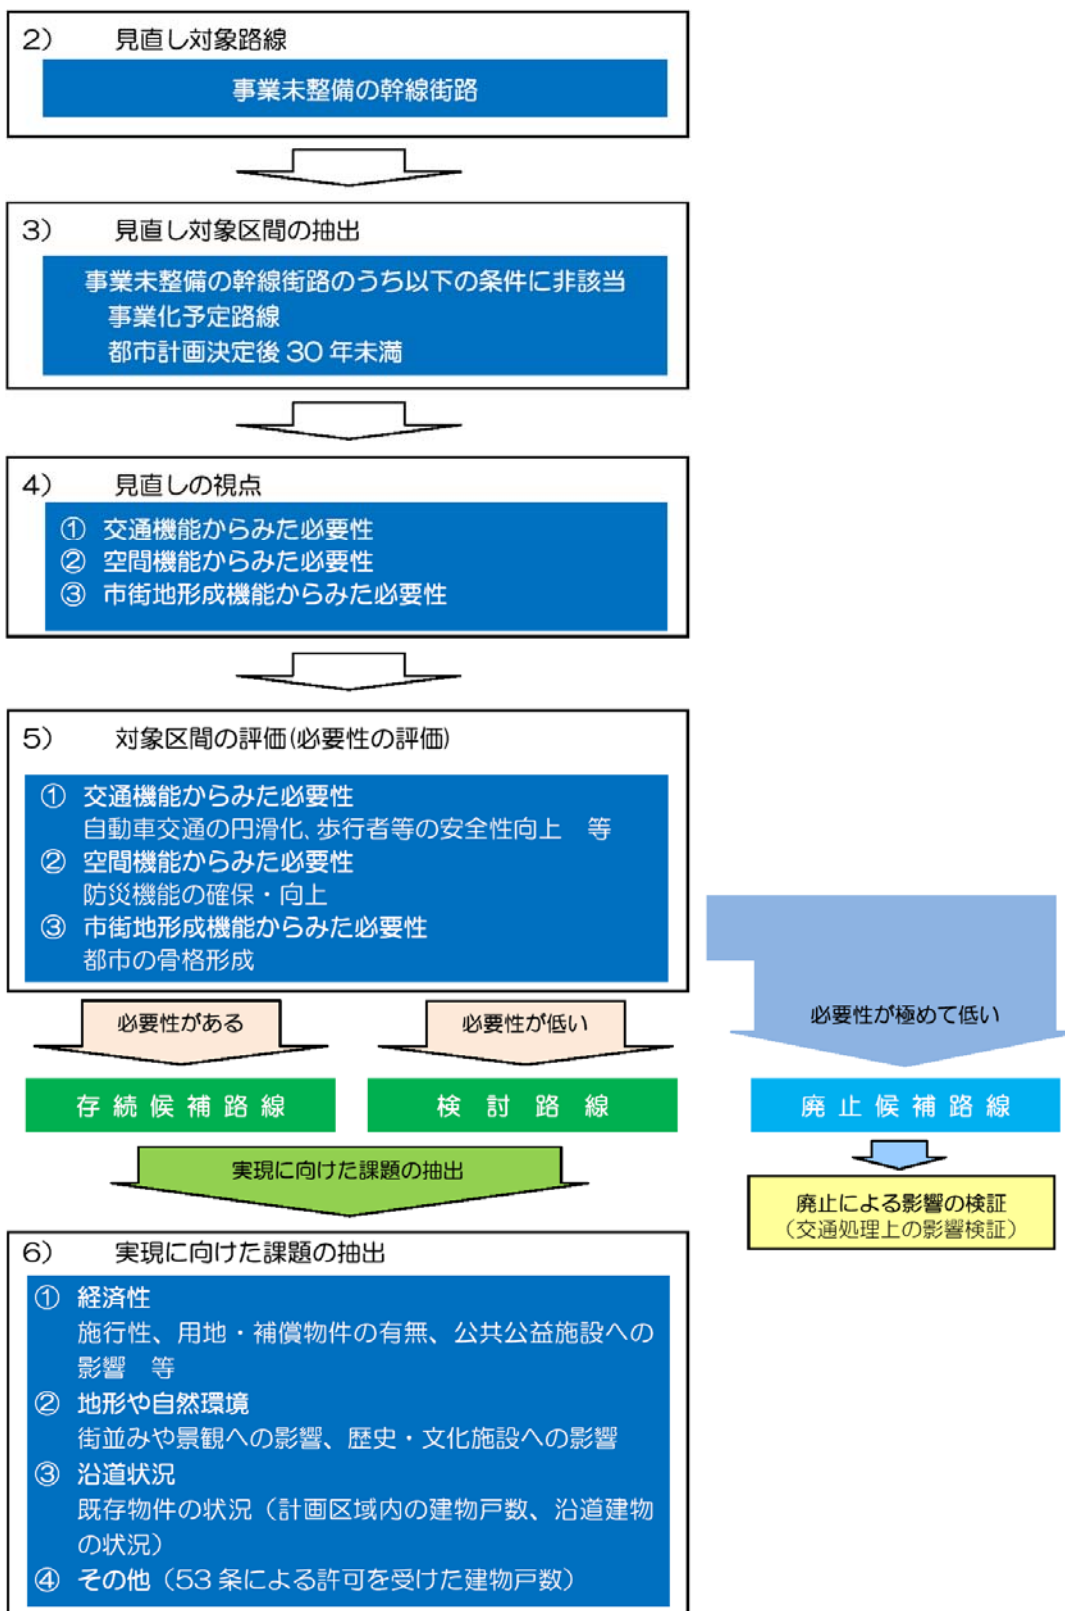 2）　見直し対象路線
事業未整備の幹線街路
3）　見直し対象区間の抽出
事業未整備の幹線街路のうち以下の条件に非該当
事業化予定路線
都市計画決定後30年未満
4）　見直しの視点
① 交通機能からみた必要性
② 空間機能からみた必要性
③ 市街地形成機能からみた必要性
5）　対象区間の評価(必要性の評価)
① 交通機能からみた必要性
自動車交通の円滑化、歩行者等の安全性向上　等
② 空間機能からみた必要性
防災機能の確保・向上
③ 市街地形成機能からみた必要性
都市の骨格形成
必要性がある
必要性が低い
必要性が極めて低い
存続候補路線
検討路線
廃止候補路線
実現に向けた課題の抽出
廃止による影響の検証
（交通処理上の影響検証）
6）　実現に向けた課題の抽出
① 経済性
施行性、用地・補償物件の有無、公共公益施設への
影響　等
② 地形や自然環境
街並みや景観への影響、歴史・文化施設への影響
③ 沿道状況
既存物件の状況（計画区域内の建物戸数、沿道建物
の状況）
④ その他（53条による許可を受けた建物戸数）